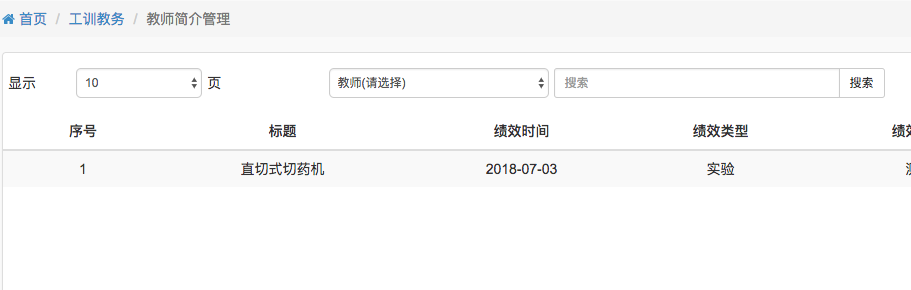 首页 / 工训教务 / 教师简介管理
显示 10 页 教师(请选择) 搜索 搜索
序号 标题 绩效时间 绩效类型
1 直切式切药机 2018-07-03 实验